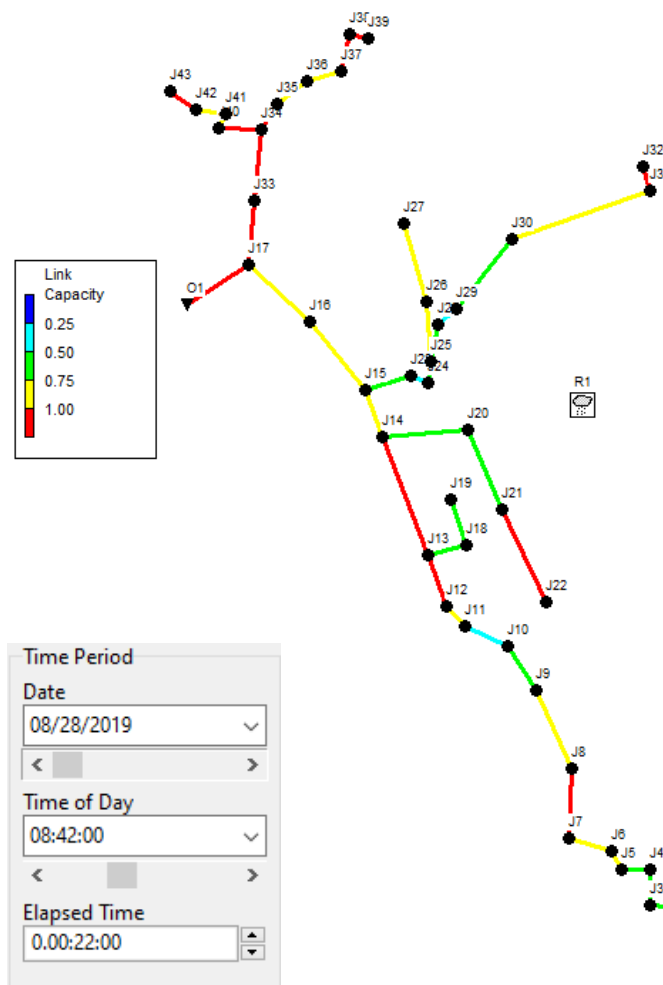 J39
J37
J36
J43
J35
J42
J41
J34
J32
J33
J27
J30
J17
Link
Capacity
0.25
0.50
0.75
1.00
O1
J26
J29
J16
J25
J15
24
R1
J14
J20
J19
J21
J13
J18
J22
J12
J11
J10
J9
J8
J7
J6
J5
J4
J3
Time Period
Date
08/28/2019
Time of Day
08:42:00
Elapsed Time
0.00:22:00